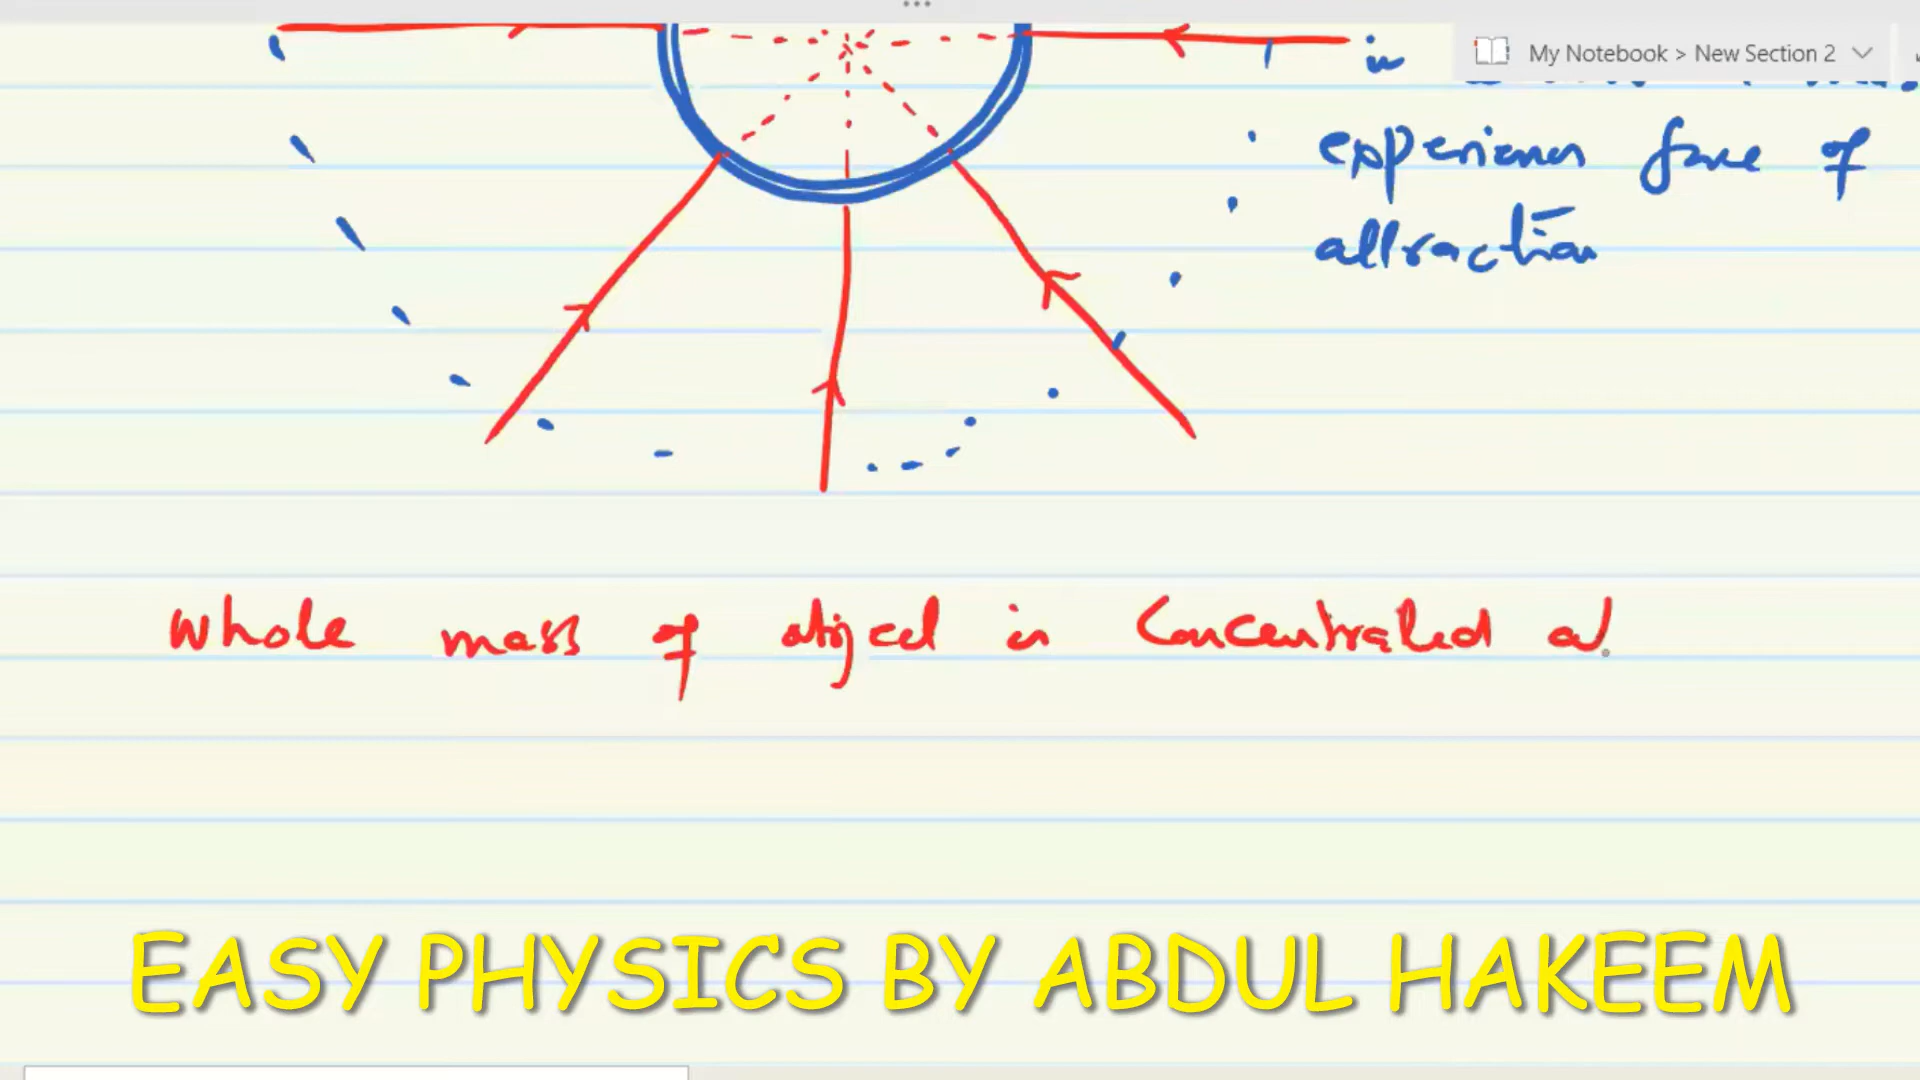 My Notebook > New Section 2
in
experiences force of
attraction
whole mass of object is concentrated at
EASY PHYSICS BY ABDUL HAKEEM